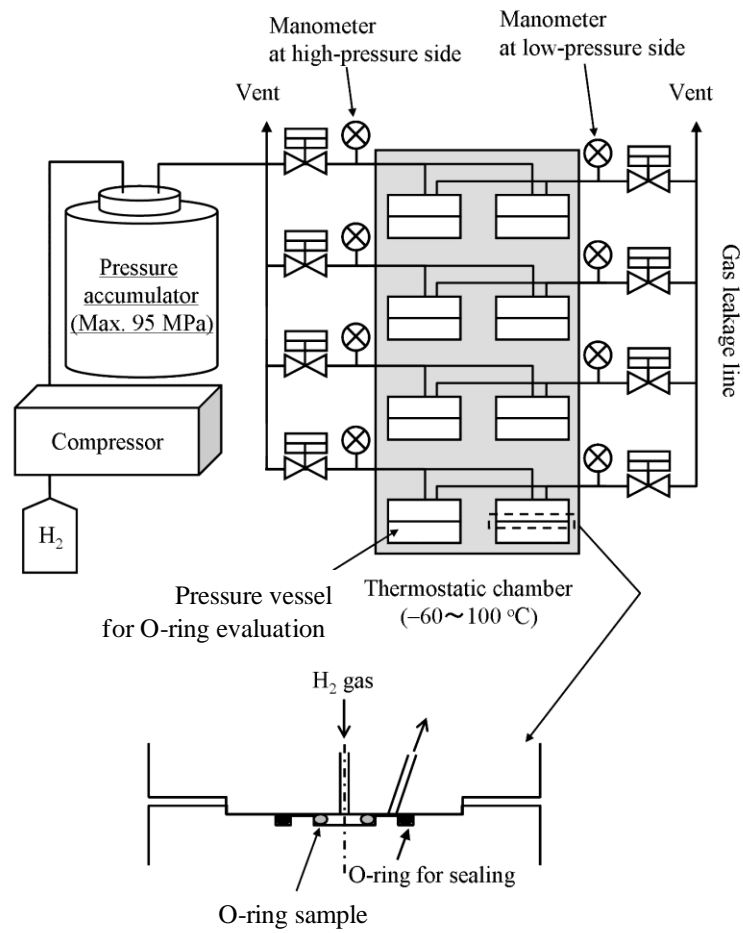 Manometer
at high-pressure side
Manometer
at low-pressure side
Vent
Vent
Pressure
accumulator
(Max. 95 MPa)
Gas leakage line
Compressor
H₂
Pressure vessel
for O-ring evaluation
Thermostatic chamber
(−60～100 °C)
H₂ gas
O-ring for sealing
O-ring sample